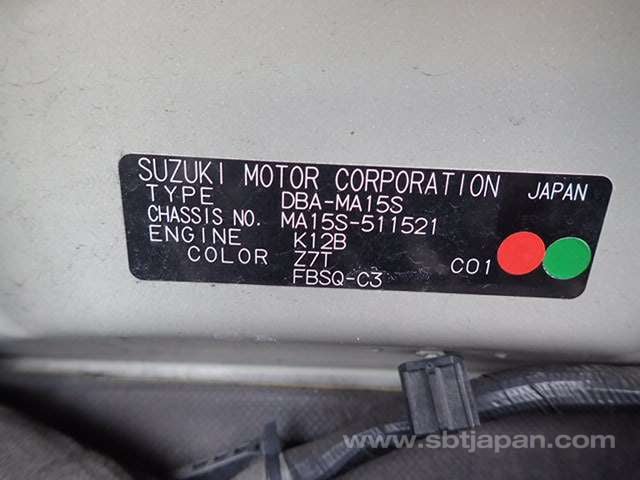 SUZUKI MOTOR CORPORATION JAPAN
TYPE DBA-MA15S
CHASSIS NO. MA15S-511521
ENGINE K12B
COLOR Z7T C01
FBSQ-C3
www.sbtjapan.com